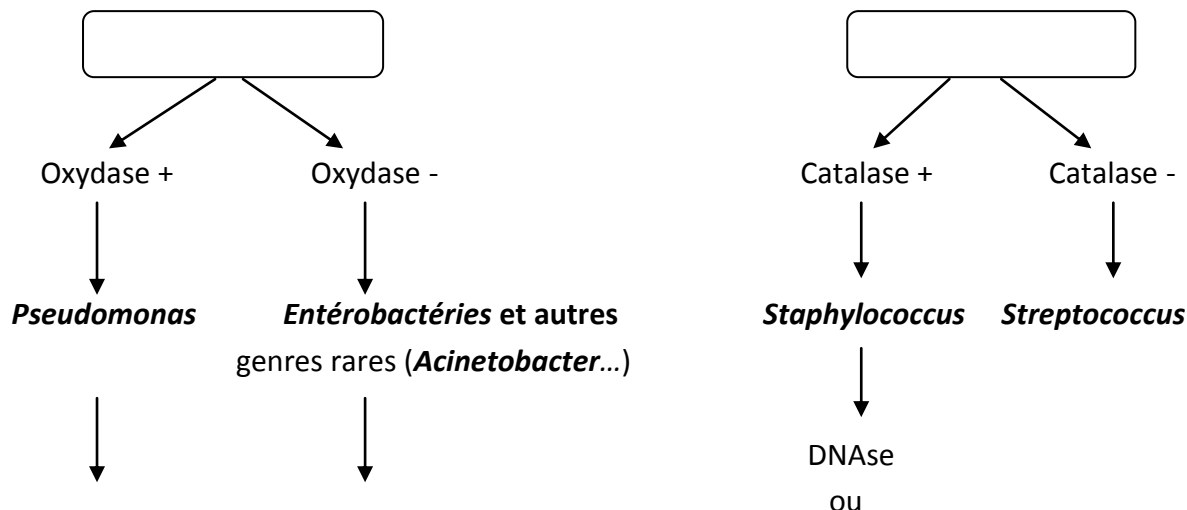 Oxydase + Oxydase - Catalase + Catalase -
Pseudomonas Entérobactéries et autres Staphylococcus Streptococcus
genres rares (Acinetobacter…)
DNAse
ou